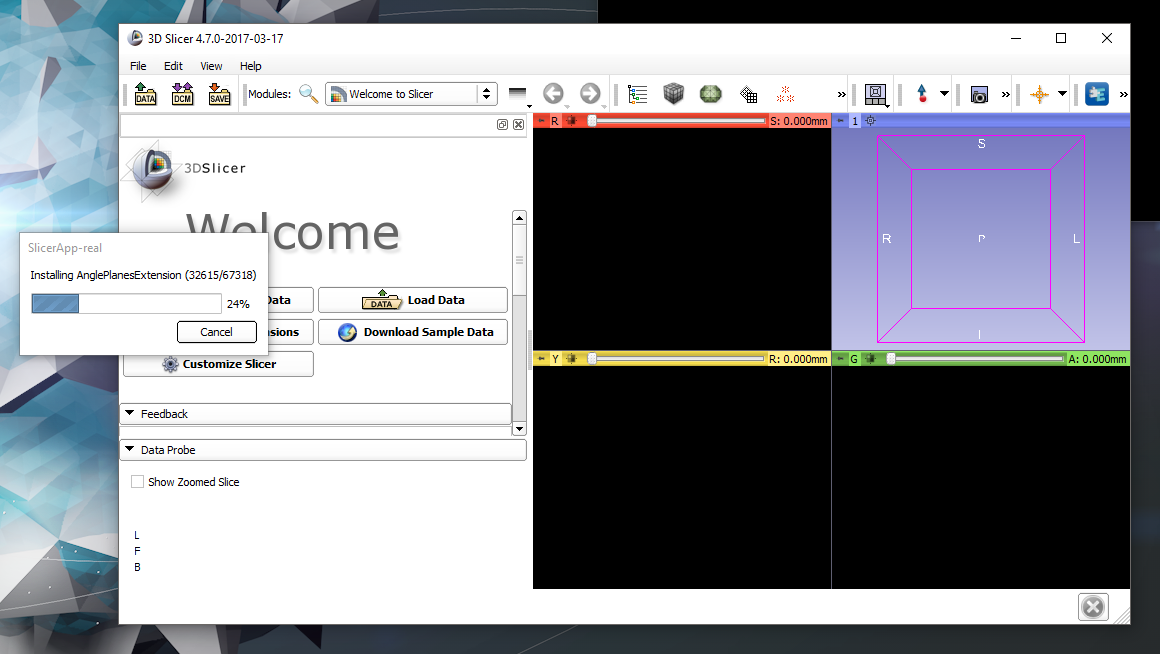 3D Slicer 4.7.0-2017-03-17
File Edit View Help
DATA DCM SAVE Modules: Welcome to Slicer
R S: 0.000mm
1
3DSlicer
Welcome
SlicerApp-real
Installing AnglePlanesExtension (32615/67318)
24%
Cancel
Data
DATA Load Data
sions
Download Sample Data
Customize Slicer
Feedback
Data Probe
Show Zoomed Slice
L
F
B
S
R P L
I
Y R: 0.000mm
G A: 0.000mm